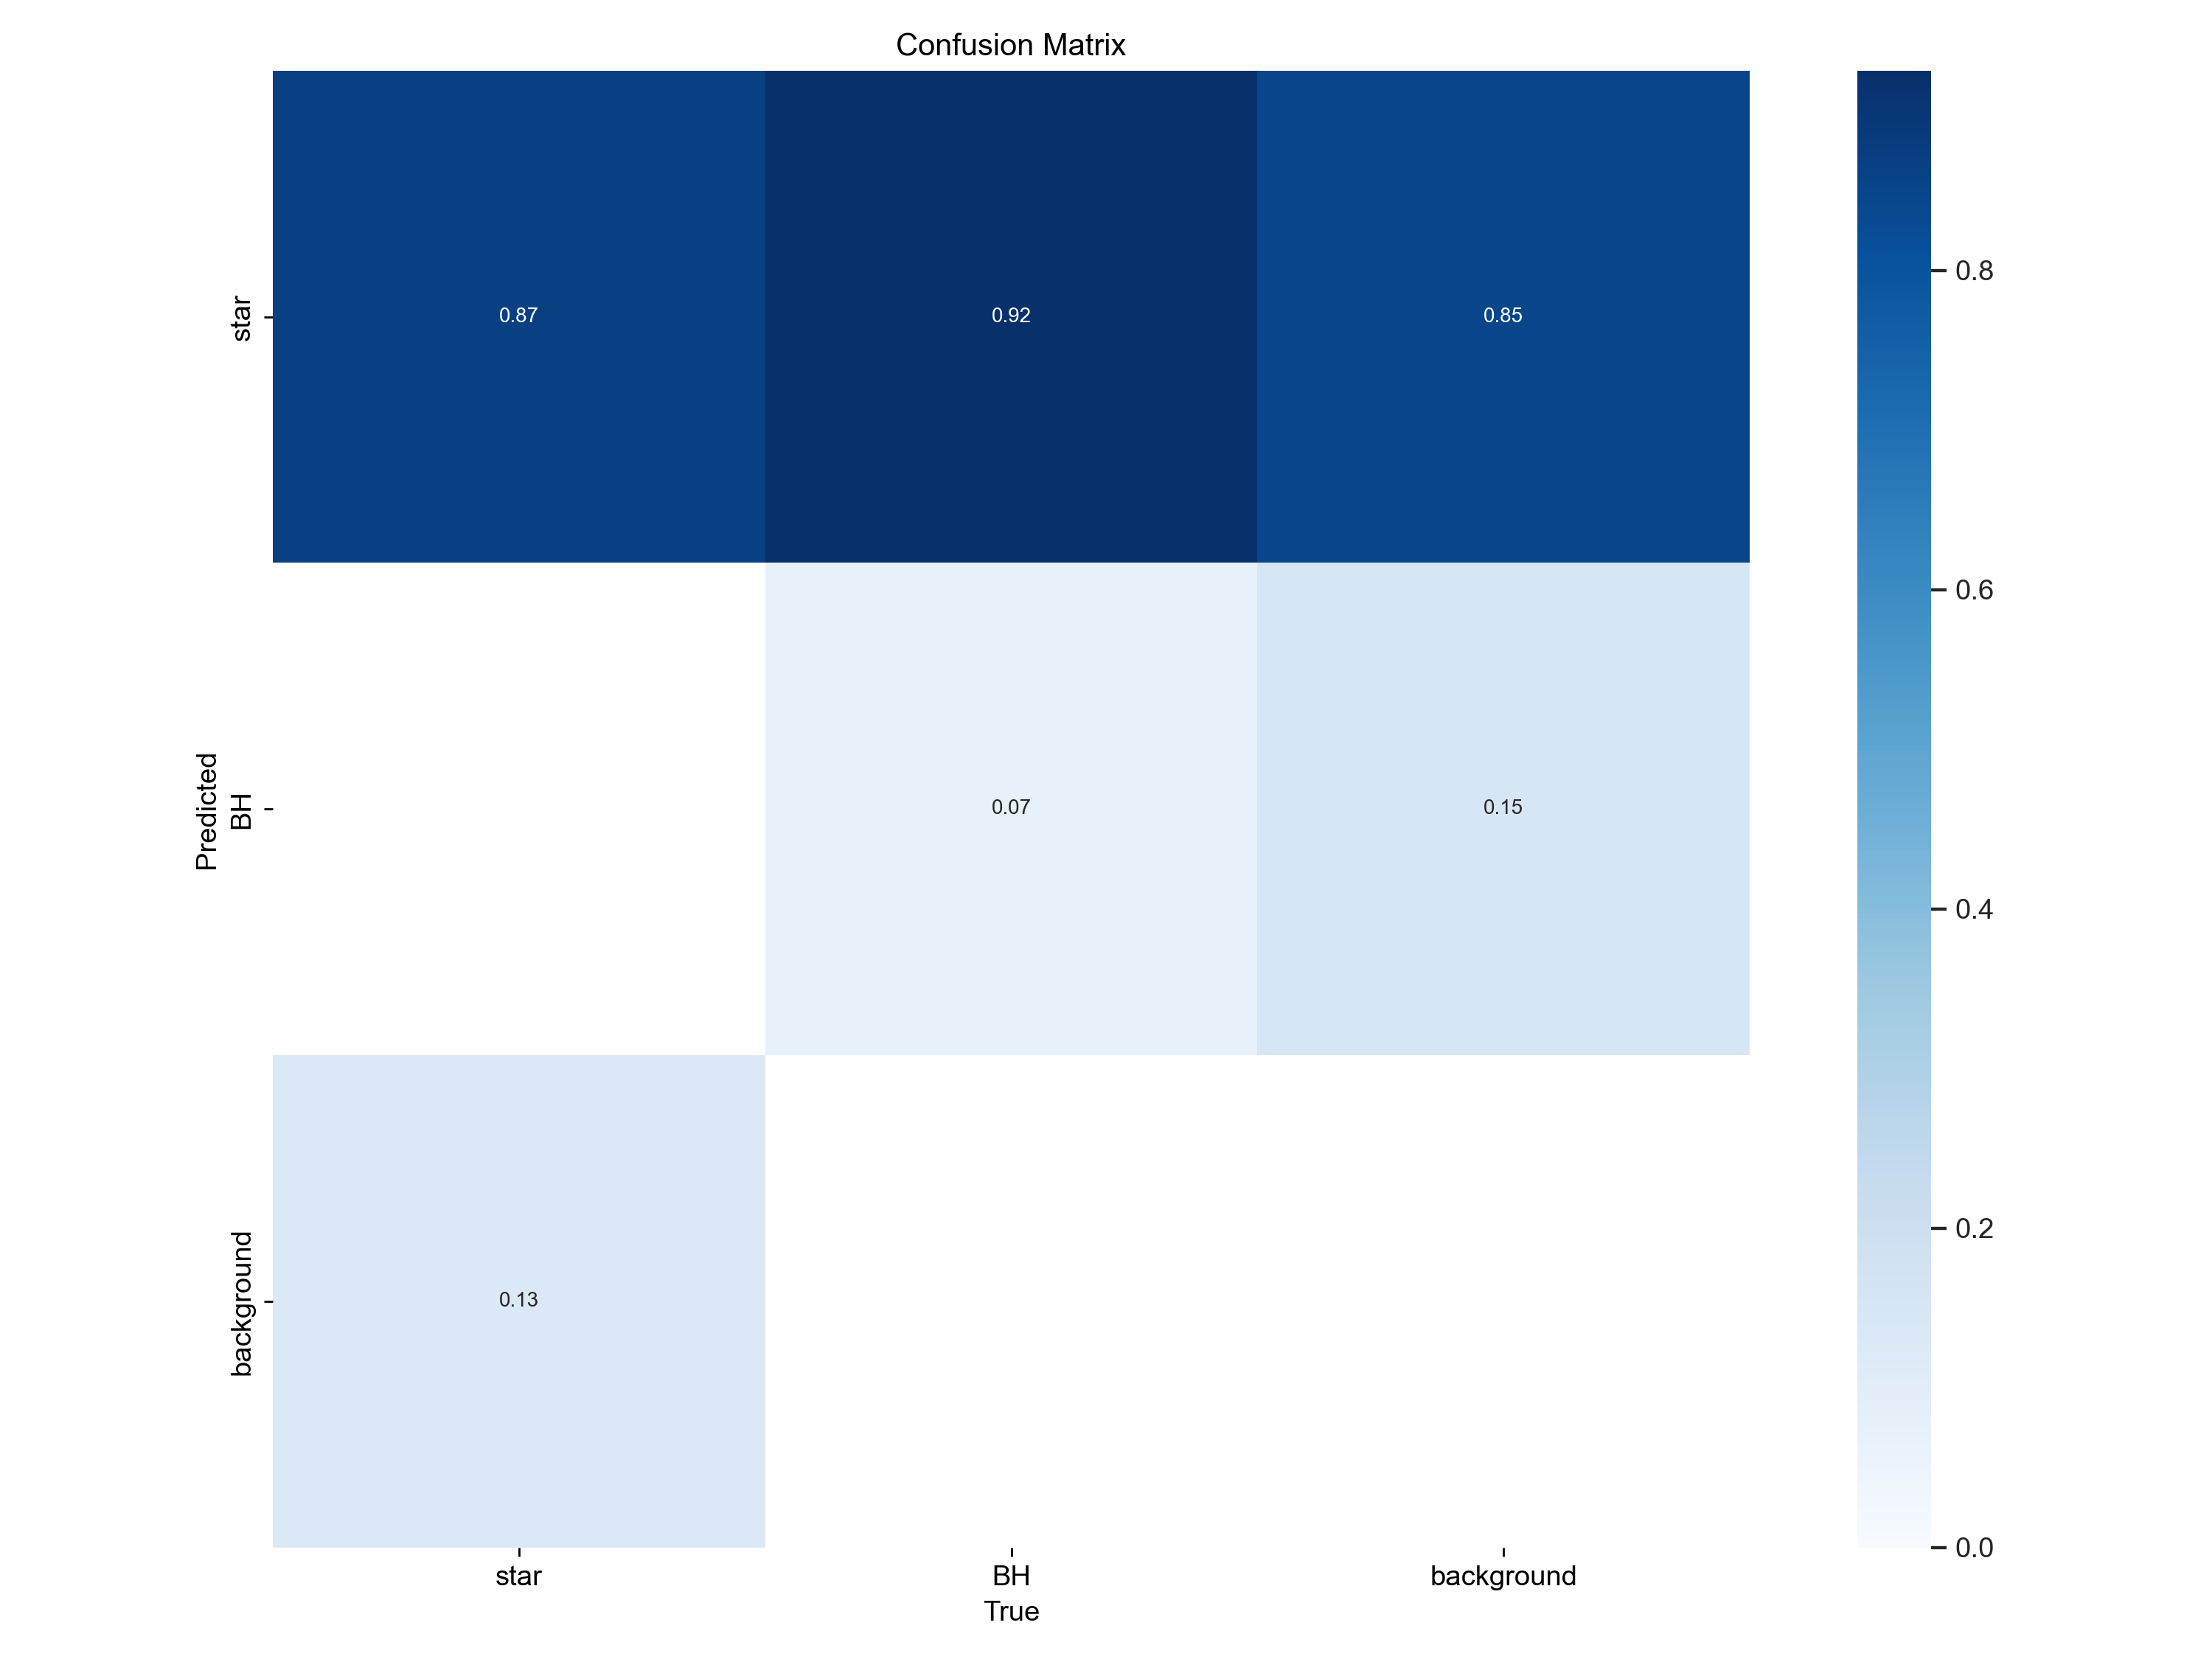 Confusion Matrix
star
BH
background
Predicted
0.87
0.92
0.85
0.07
0.15
0.13
star
BH
background
True
0.8
0.6
0.4
0.2
0.0